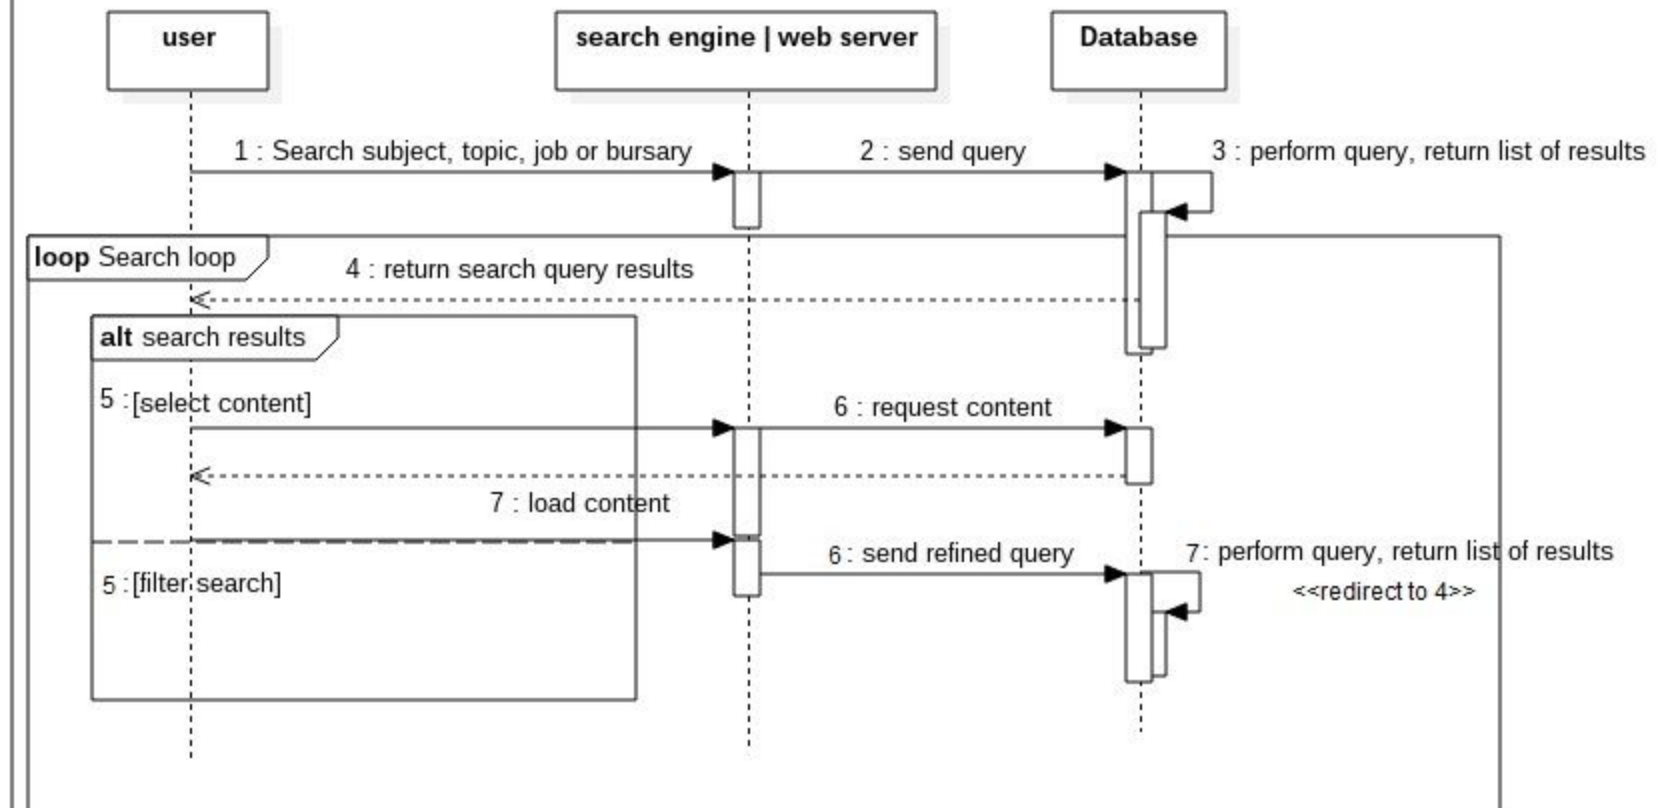 user
search engine | web server
Database
1 : Search subject, topic, job or bursary
2 : send query
3 : perform query, return list of results
loop Search loop
4 : return search query results
alt search results
5 : [select content]
6 : request content
7 : load content
6 : send refined query
7 : perform query, return list of results
<<redirect to 4>>
5 : [filter search]